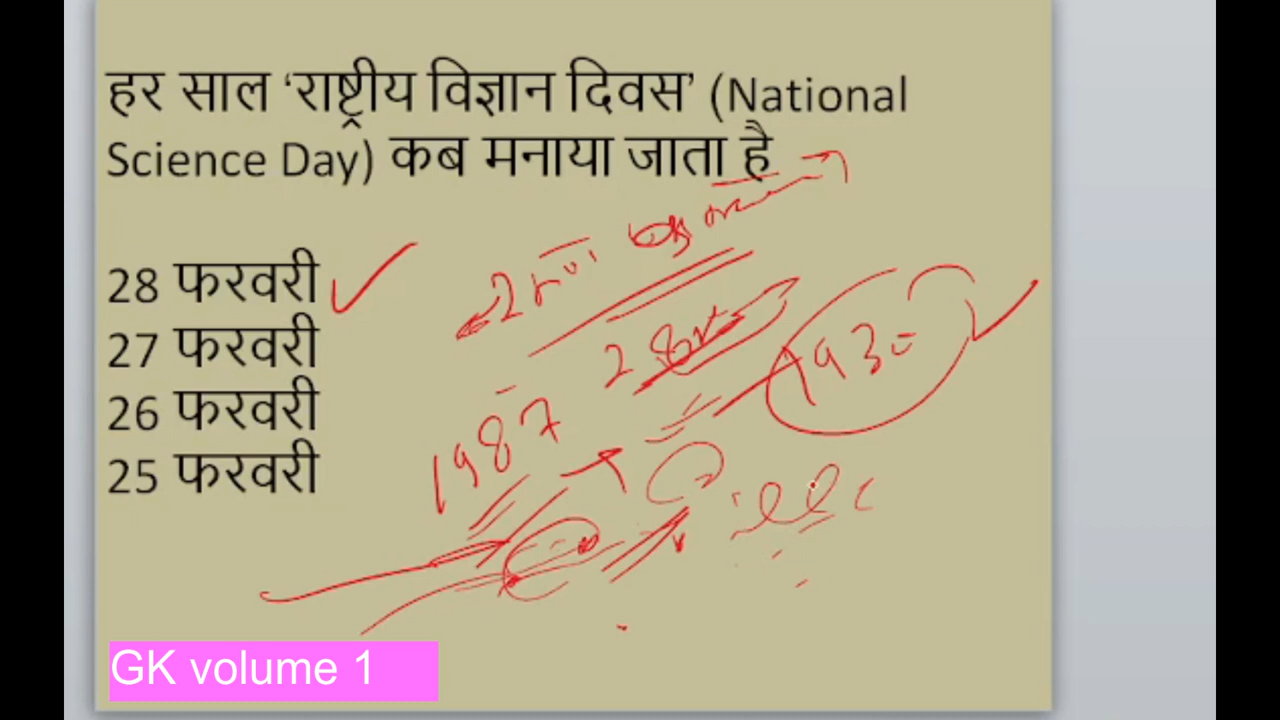 हर साल ‘राष्ट्रीय विज्ञान दिवस’ (National
Science Day) कब मनाया जाता है
28 फरवरी
27 फरवरी
26 फरवरी
25 फरवरी
28
1930
1987
GK volume 1